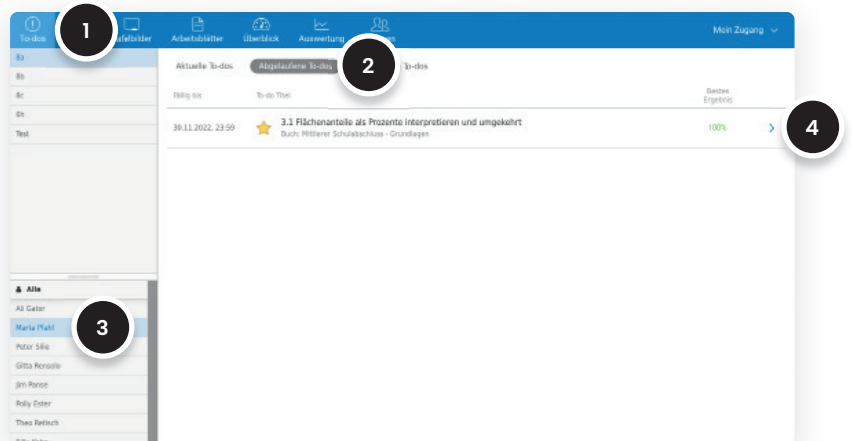 To-dos
1
Arbeitsblätter
Überblick
Auswertung
Mein Zugang
8a
8b
8c
Test
Aktuelle To-dos
Abgelaufene To-dos
2
To-dos
Fällig bis
To-do Titel
Bestes
Ergebnis
30.11.2022, 23:59
3.1 Flächenanteile als Prozente interpretieren und umgekehrt
Buch: Mittlerer Schulabschluss - Grundlagen
100%
4
Alle
Ali Gator
Maria Pfahl
3
Peter Silie
Gitta Rensolo
Jim Panse
Polly Ester
Theo Retisch